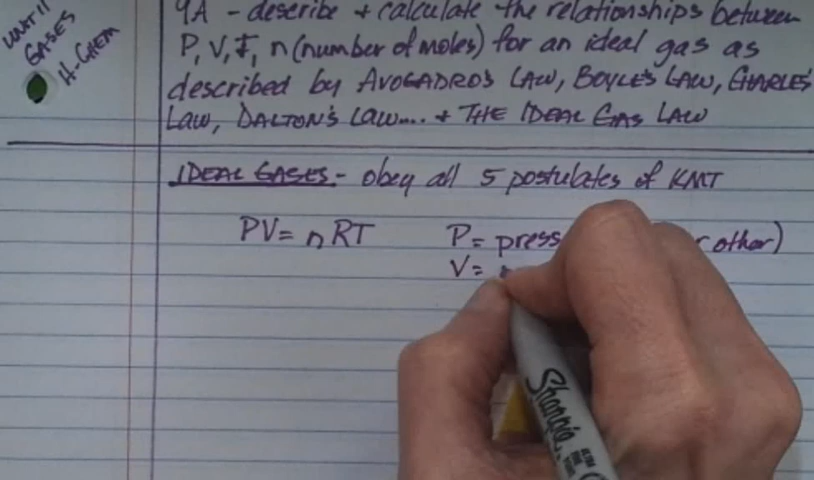 UNIT 11
GASES
H-CHEM
9A - describe + calculate the relationships between
P, V, T, n (number of moles) for an ideal gas as
described by AVOGADRO'S LAW, BOYLE'S LAW, CHARLES'
LAW, DALTON'S LAW.... + THE IDEAL GAS LAW
IDEAL GASES - obey all 5 postulates of KMT
PV = nRT P = press other)
V =
Sharpie